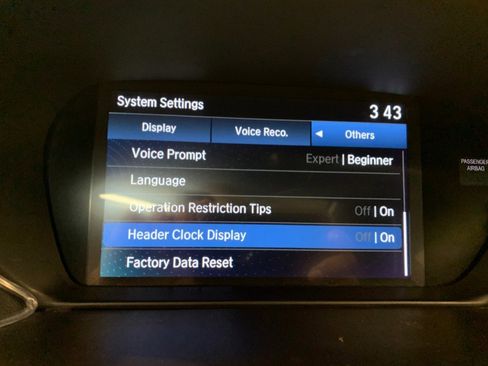 System Settings
3 43
Display Voice Reco. ◀ Others
Voice Prompt Expert | Beginner
Language
Operation Restriction Tips Off | On
Header Clock Display Off | On
Factory Data Reset
PASSENGER
AIRBAG